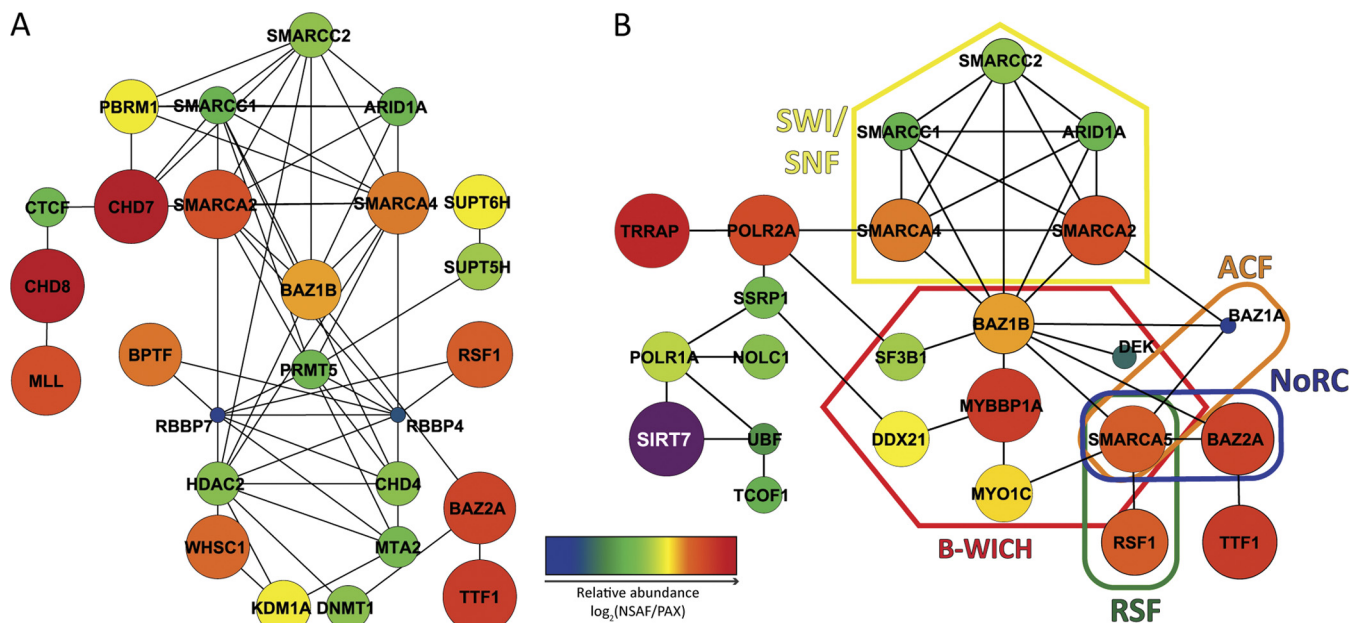 A
SMARCC2
PBRM1
SMARCC1
ARID1A
CTCF
CHD7
SMARCA2
SMARCA4
SUPT6H
CHD8
BAZ1B
SUPT5H
MLL
BPTF
PRMT5
RSF1
RBBP7
RBBP4
HDAC2
CHD4
BAZ2A
WHSC1
MTA2
KDM1A
DNMT1
TTF1
B
SMARCC2
SWI/
SNF
SMARCC1
ARID1A
TRRAP
POLR2A
SMARCA4
SMARCA2
ACF
SSRP1
BAZ1B
BAZ1A
POLR1A
NOLC1
SF3B1
DEK
NoRC
MYBBP1A
SIRT7
UBF
DDX21
SMARCA5
BAZ2A
TCOF1
MYO1C
B-WICH
RSF1
TTF1
RSF
Relative abundance
log2(NSAF/PAX)